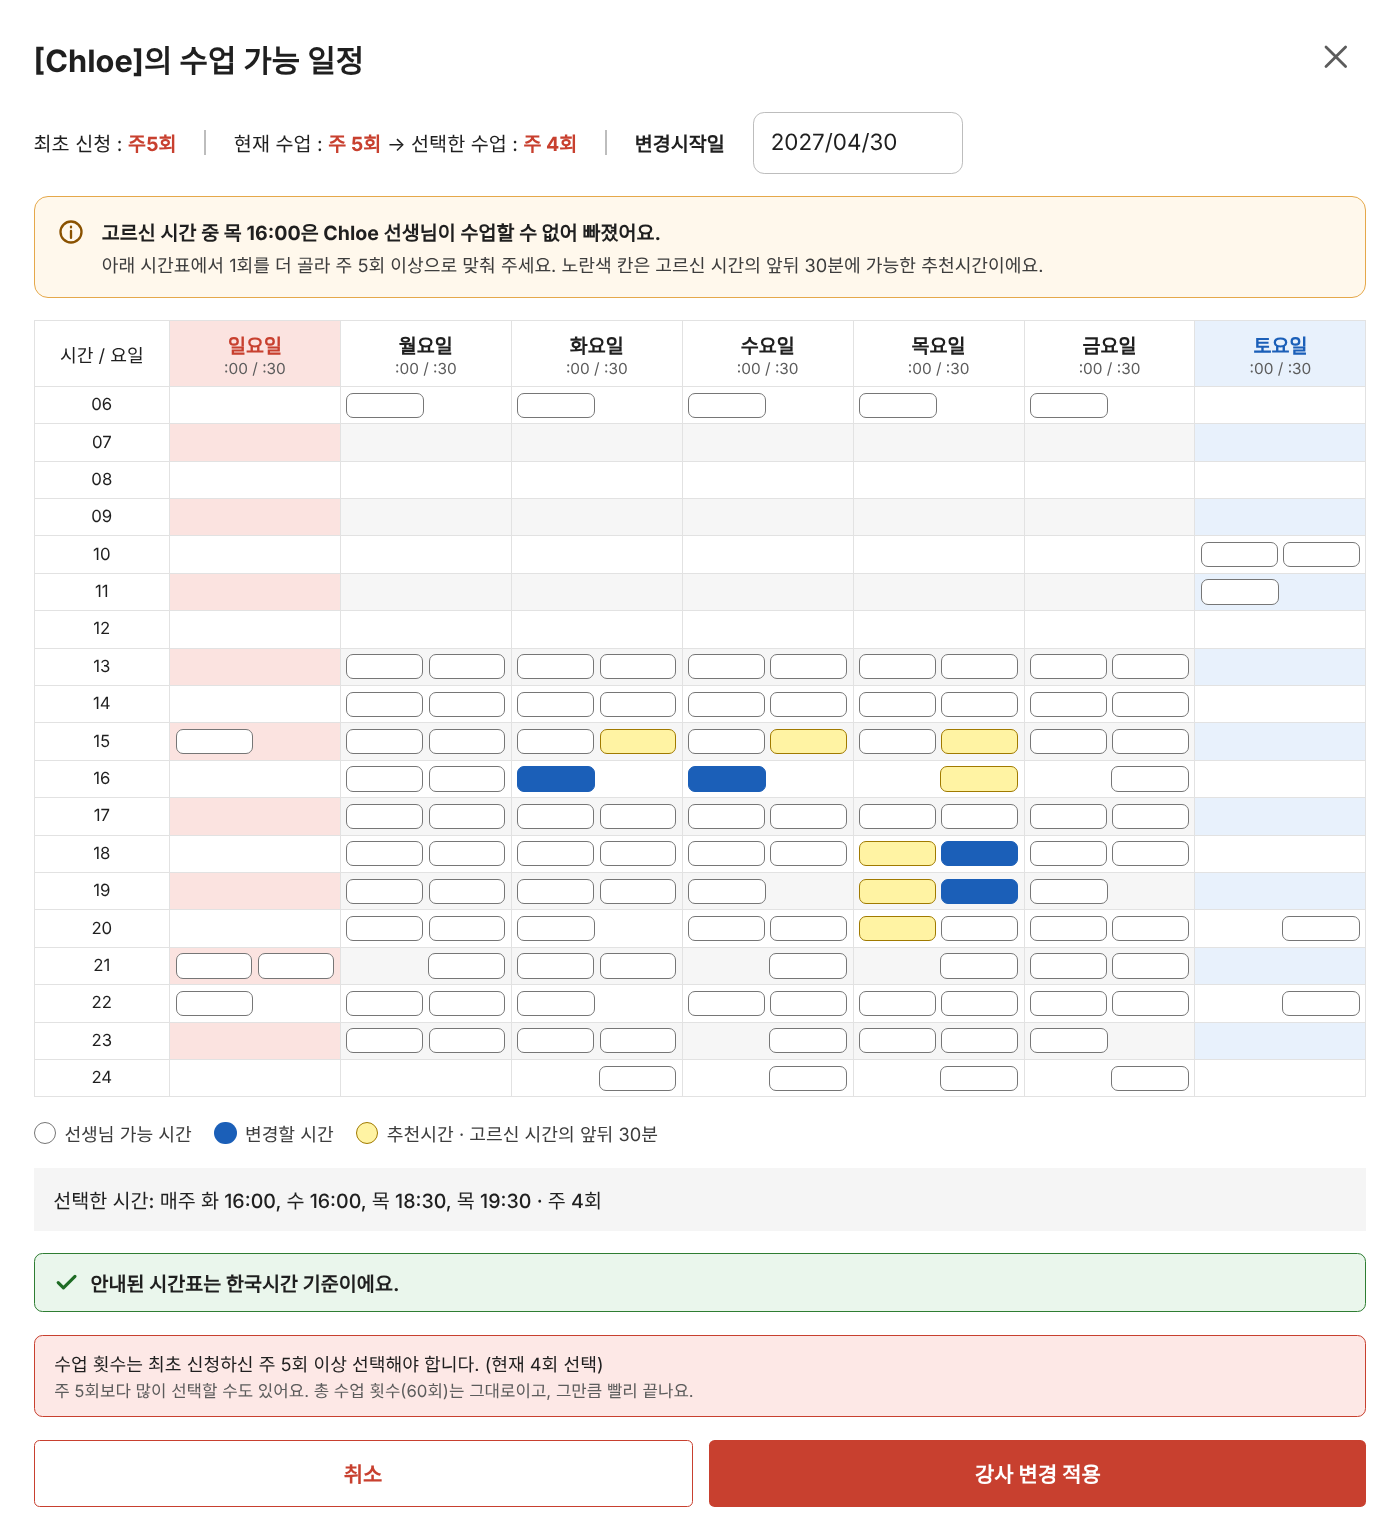 [Chloe]의 수업 가능 일정
최초 신청 : 주5회 현재 수업 : 주 5회 → 선택한 수업 : 주 4회 변경시작일 2027/04/30
고르신 시간 중 목 16:00은 Chloe 선생님이 수업할 수 없어 빠졌어요.
아래 시간표에서 1회를 더 골라 주 5회 이상으로 맞춰 주세요. 노란색 칸은 고르신 시간의 앞뒤 30분에 가능한 추천시간이에요.
시간 / 요일 일요일 월요일 화요일 수요일 목요일 금요일 토요일
:00 / :30 :00 / :30 :00 / :30 :00 / :30 :00 / :30 :00 / :30 :00 / :30
06
07
08
09
10
11
12
13
14
15
16
17
18
19
20
21
22
23
24
선생님 가능 시간 변경할 시간 추천시간 · 고르신 시간의 앞뒤 30분
선택한 시간: 매주 화 16:00, 수 16:00, 목 18:30, 목 19:30 · 주 4회
안내된 시간표는 한국시간 기준이에요.
수업 횟수는 최초 신청하신 주 5회 이상 선택해야 합니다. (현재 4회 선택)
주 5회보다 많이 선택할 수도 있어요. 총 수업 횟수(60회)는 그대로이고, 그만큼 빨리 끝나요.
취소 강사 변경 적용